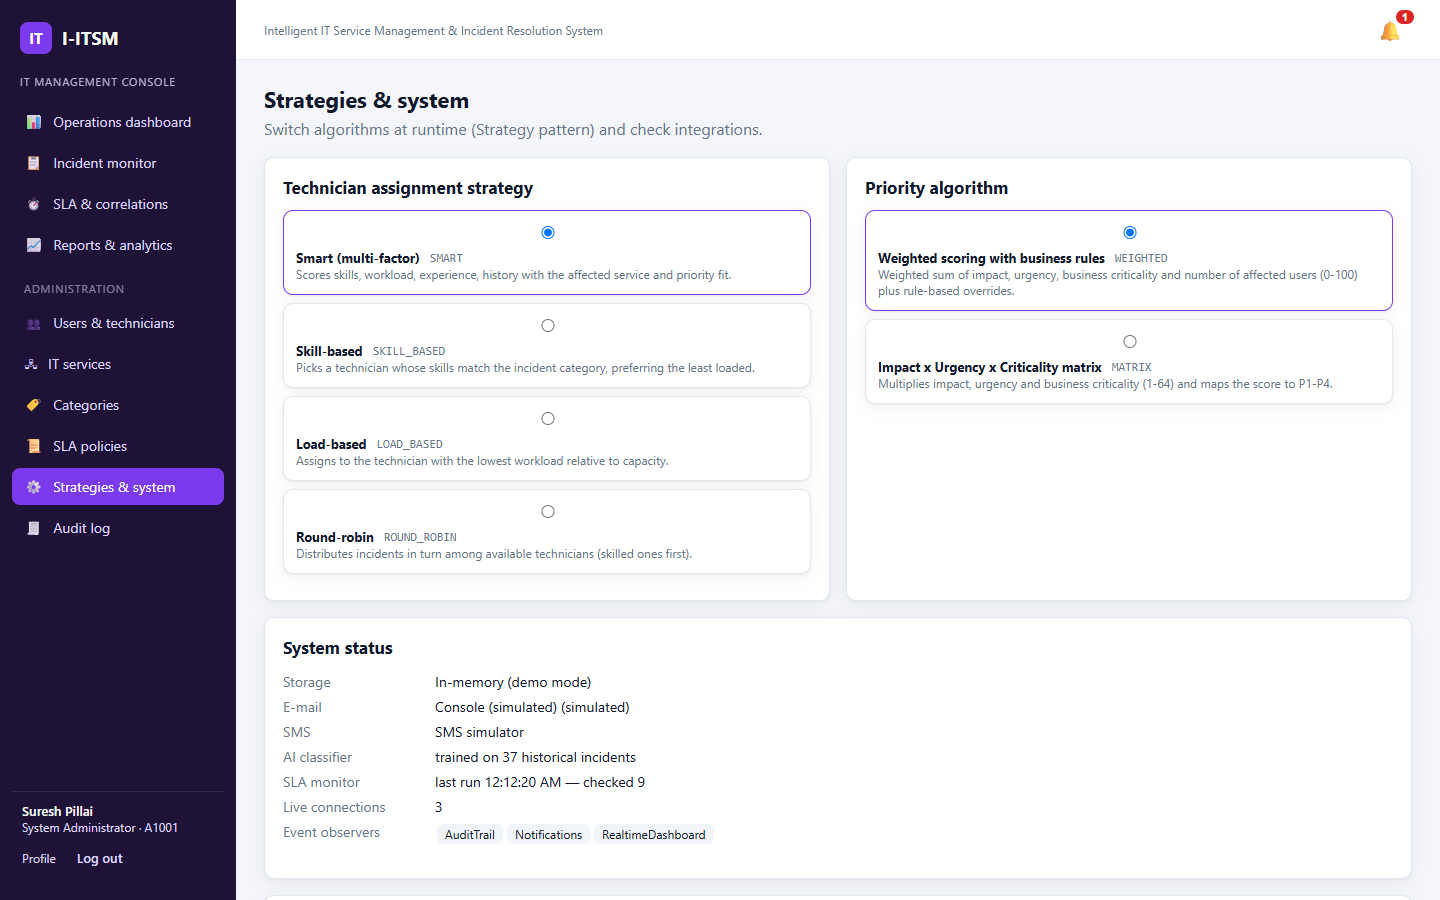 IT I-ITSM
IT MANAGEMENT CONSOLE
Operations dashboard
Incident monitor
SLA & correlations
Reports & analytics
ADMINISTRATION
Users & technicians
IT services
Categories
SLA policies
Strategies & system
Audit log
Suresh Pillai
System Administrator · A1001
Profile Log out
Intelligent IT Service Management & Incident Resolution System
1
Strategies & system
Switch algorithms at runtime (Strategy pattern) and check integrations.
Technician assignment strategy
Smart (multi-factor) SMART
Scores skills, workload, experience, history with the affected service and priority fit.
Skill-based SKILL_BASED
Picks a technician whose skills match the incident category, preferring the least loaded.
Load-based LOAD_BASED
Assigns to the technician with the lowest workload relative to capacity.
Round-robin ROUND_ROBIN
Distributes incidents in turn among available technicians (skilled ones first).
Priority algorithm
Weighted scoring with business rules WEIGHTED
Weighted sum of impact, urgency, business criticality and number of affected users (0-100)
plus rule-based overrides.
Impact x Urgency x Criticality matrix MATRIX
Multiplies impact, urgency and business criticality (1-64) and maps the score to P1-P4.
System status
Storage In-memory (demo mode)
E-mail Console (simulated) (simulated)
SMS SMS simulator
AI classifier trained on 37 historical incidents
SLA monitor last run 12:12:20 AM — checked 9
Live connections 3
Event observers AuditTrail Notifications RealtimeDashboard